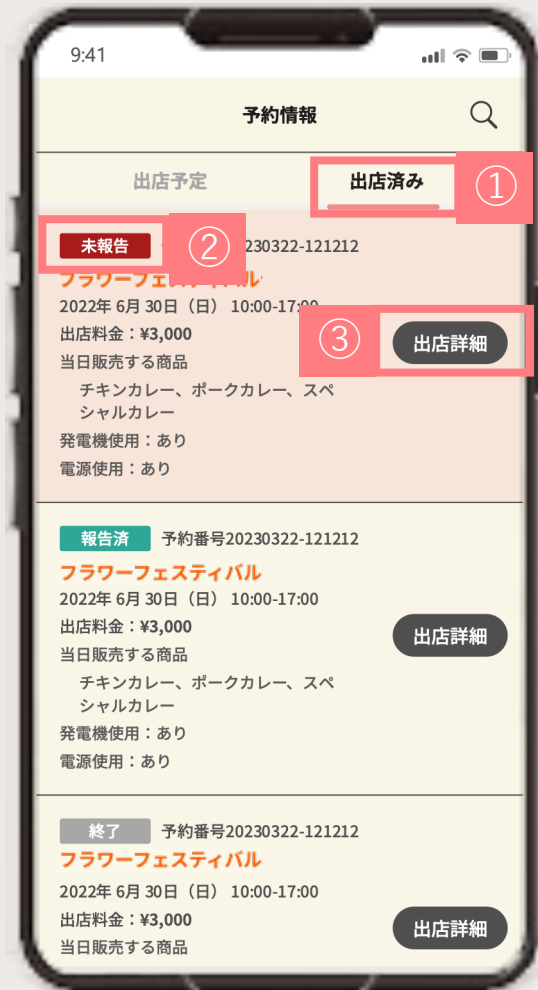 9:41
予約情報
出店予定
出店済み
①
未報告
②
230322-121212
フラワーフェスティバル
2022年 6月 30日（日） 10:00-17:00
出店料金：¥3,000
③
出店詳細
当日販売する商品
チキンカレー、ポークカレー、スペ
シャルカレー
発電機使用：あり
電源使用：あり
報告済
予約番号20230322-121212
フラワーフェスティバル
2022年 6月 30日（日） 10:00-17:00
出店料金：¥3,000
出店詳細
当日販売する商品
チキンカレー、ポークカレー、スペ
シャルカレー
発電機使用：あり
電源使用：あり
終了
予約番号20230322-121212
フラワーフェスティバル
2022年 6月 30日（日） 10:00-17:00
出店料金：¥3,000
出店詳細
当日販売する商品